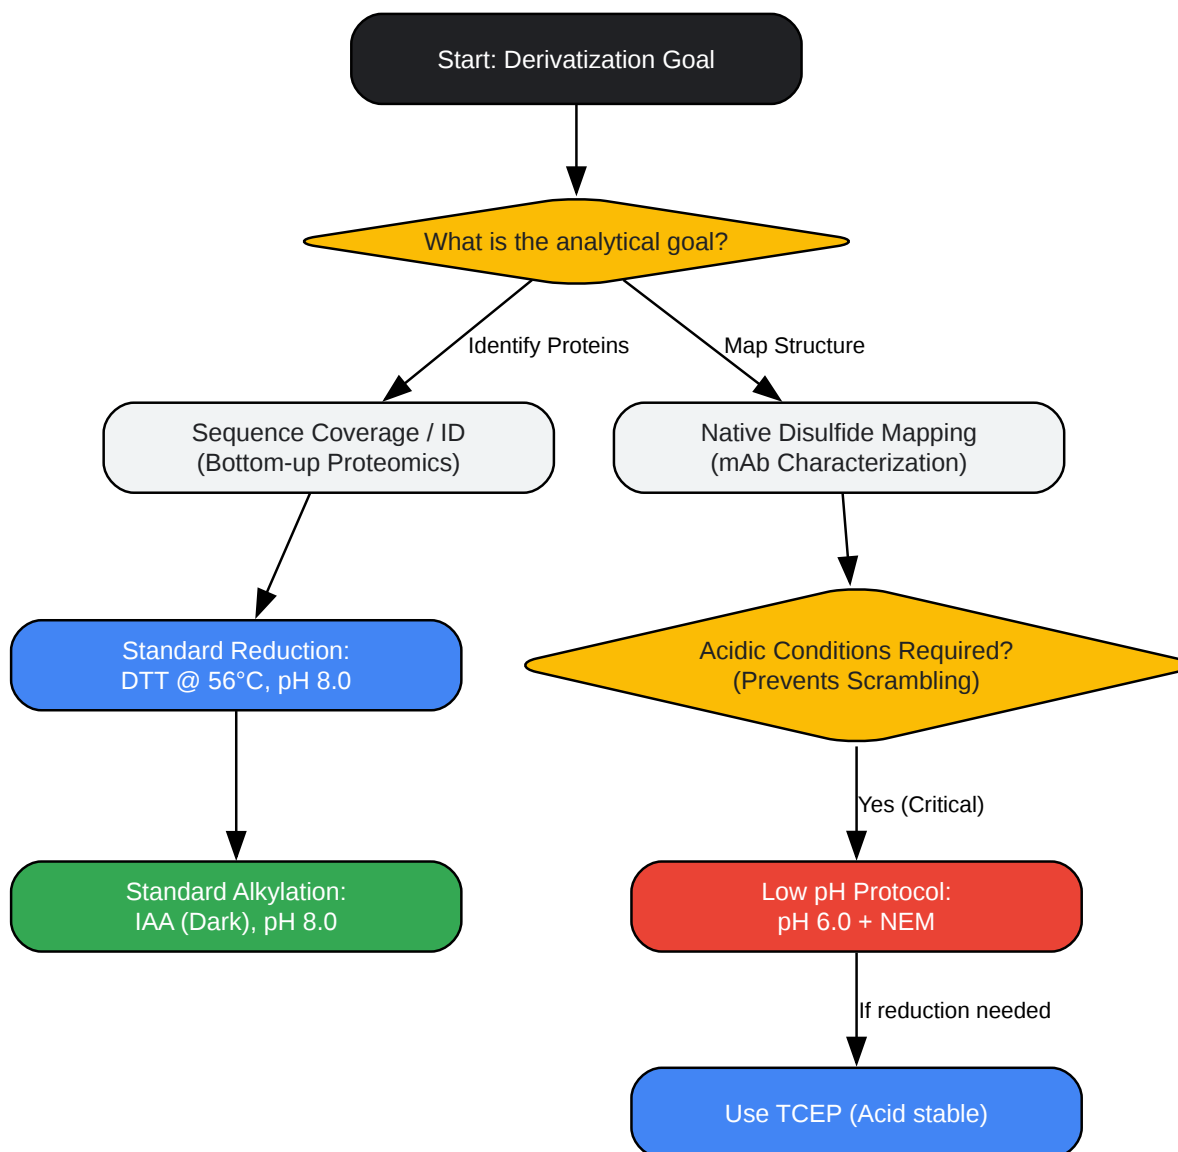 Start: Derivatization Goal
What is the analytical goal?
Identify Proteins
Map Structure
Sequence Coverage / ID
(Bottom-up Proteomics)
Native Disulfide Mapping
(mAb Characterization)
Standard Reduction:
DTT @ 56°C, pH 8.0
Acidic Conditions Required?
(Prevents Scrambling)
Yes (Critical)
Standard Alkylation:
IAA (Dark), pH 8.0
Low pH Protocol:
pH 6.0 + NEM
If reduction needed
Use TCEP (Acid stable)